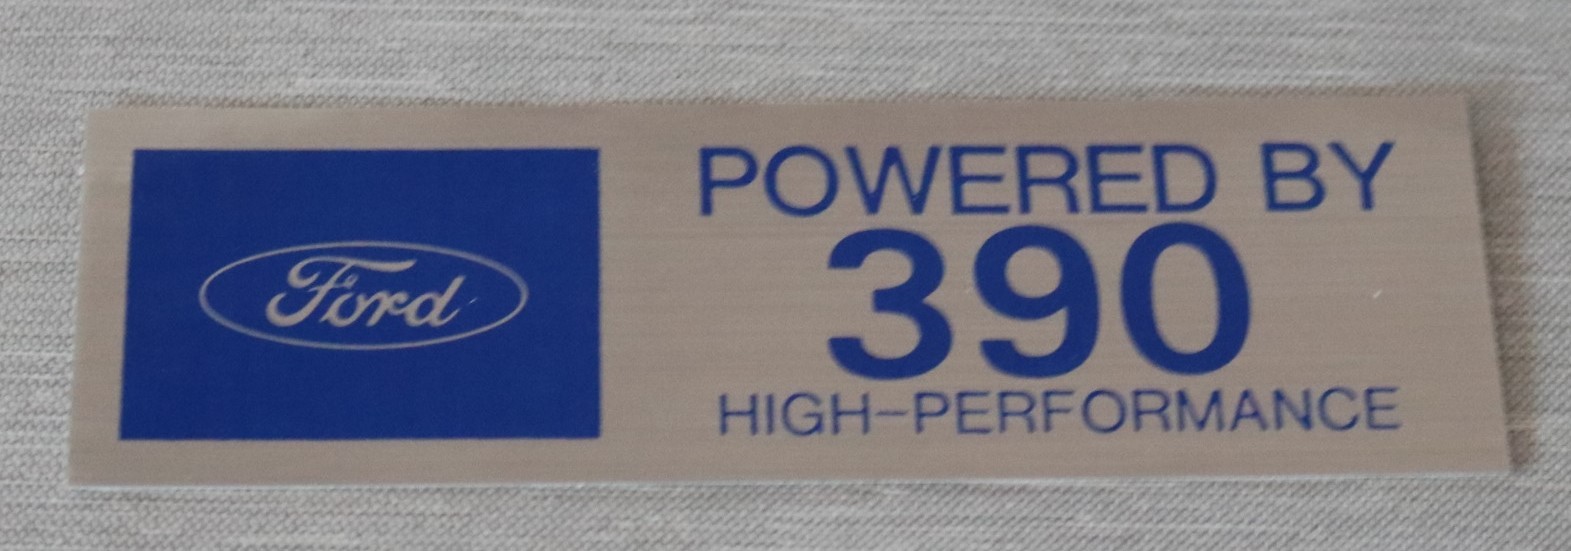 Ford
POWERED BY
390
HIGH-PERFORMANCE